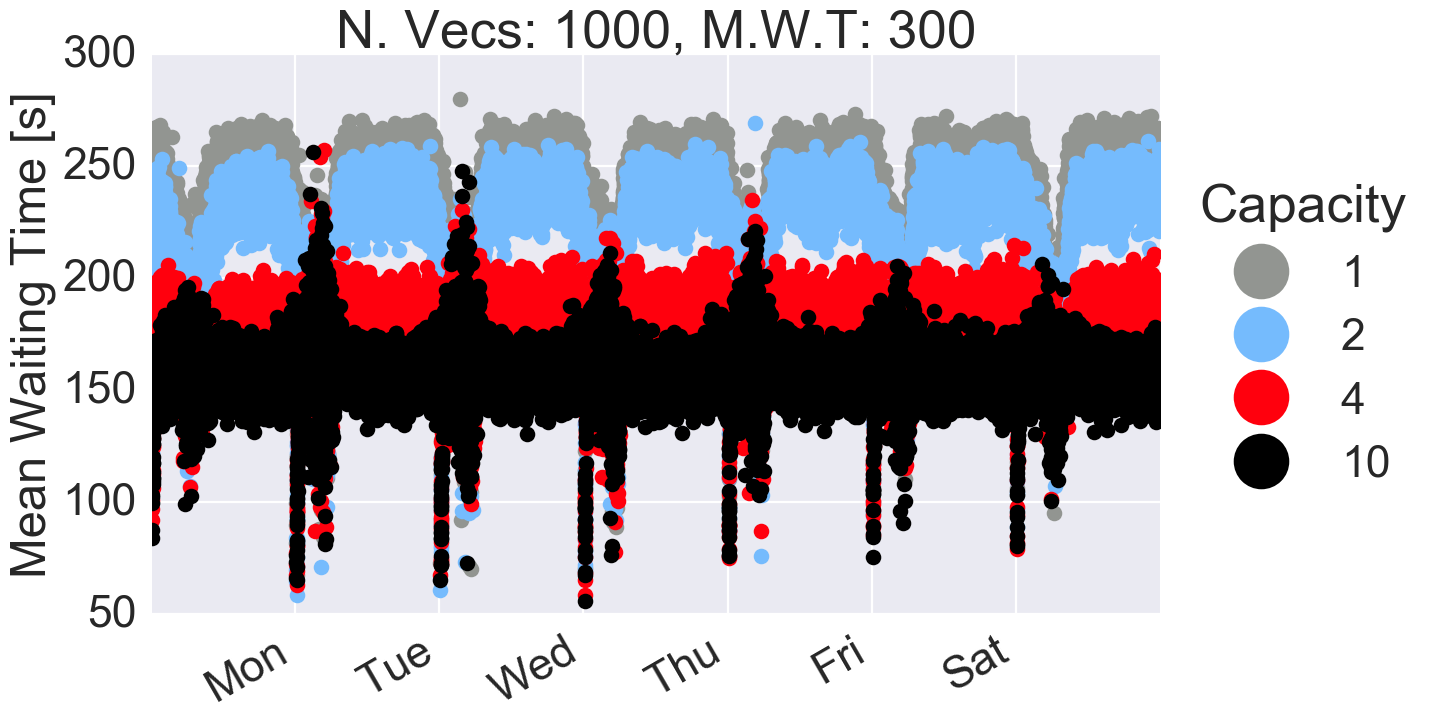 N. Vecs: 1000, M.W.T: 300
Mean Waiting Time [s]
300
250
200
150
100
50
Mon
Tue
Wed
Thu
Fri
Sat
Capacity
1
2
4
10